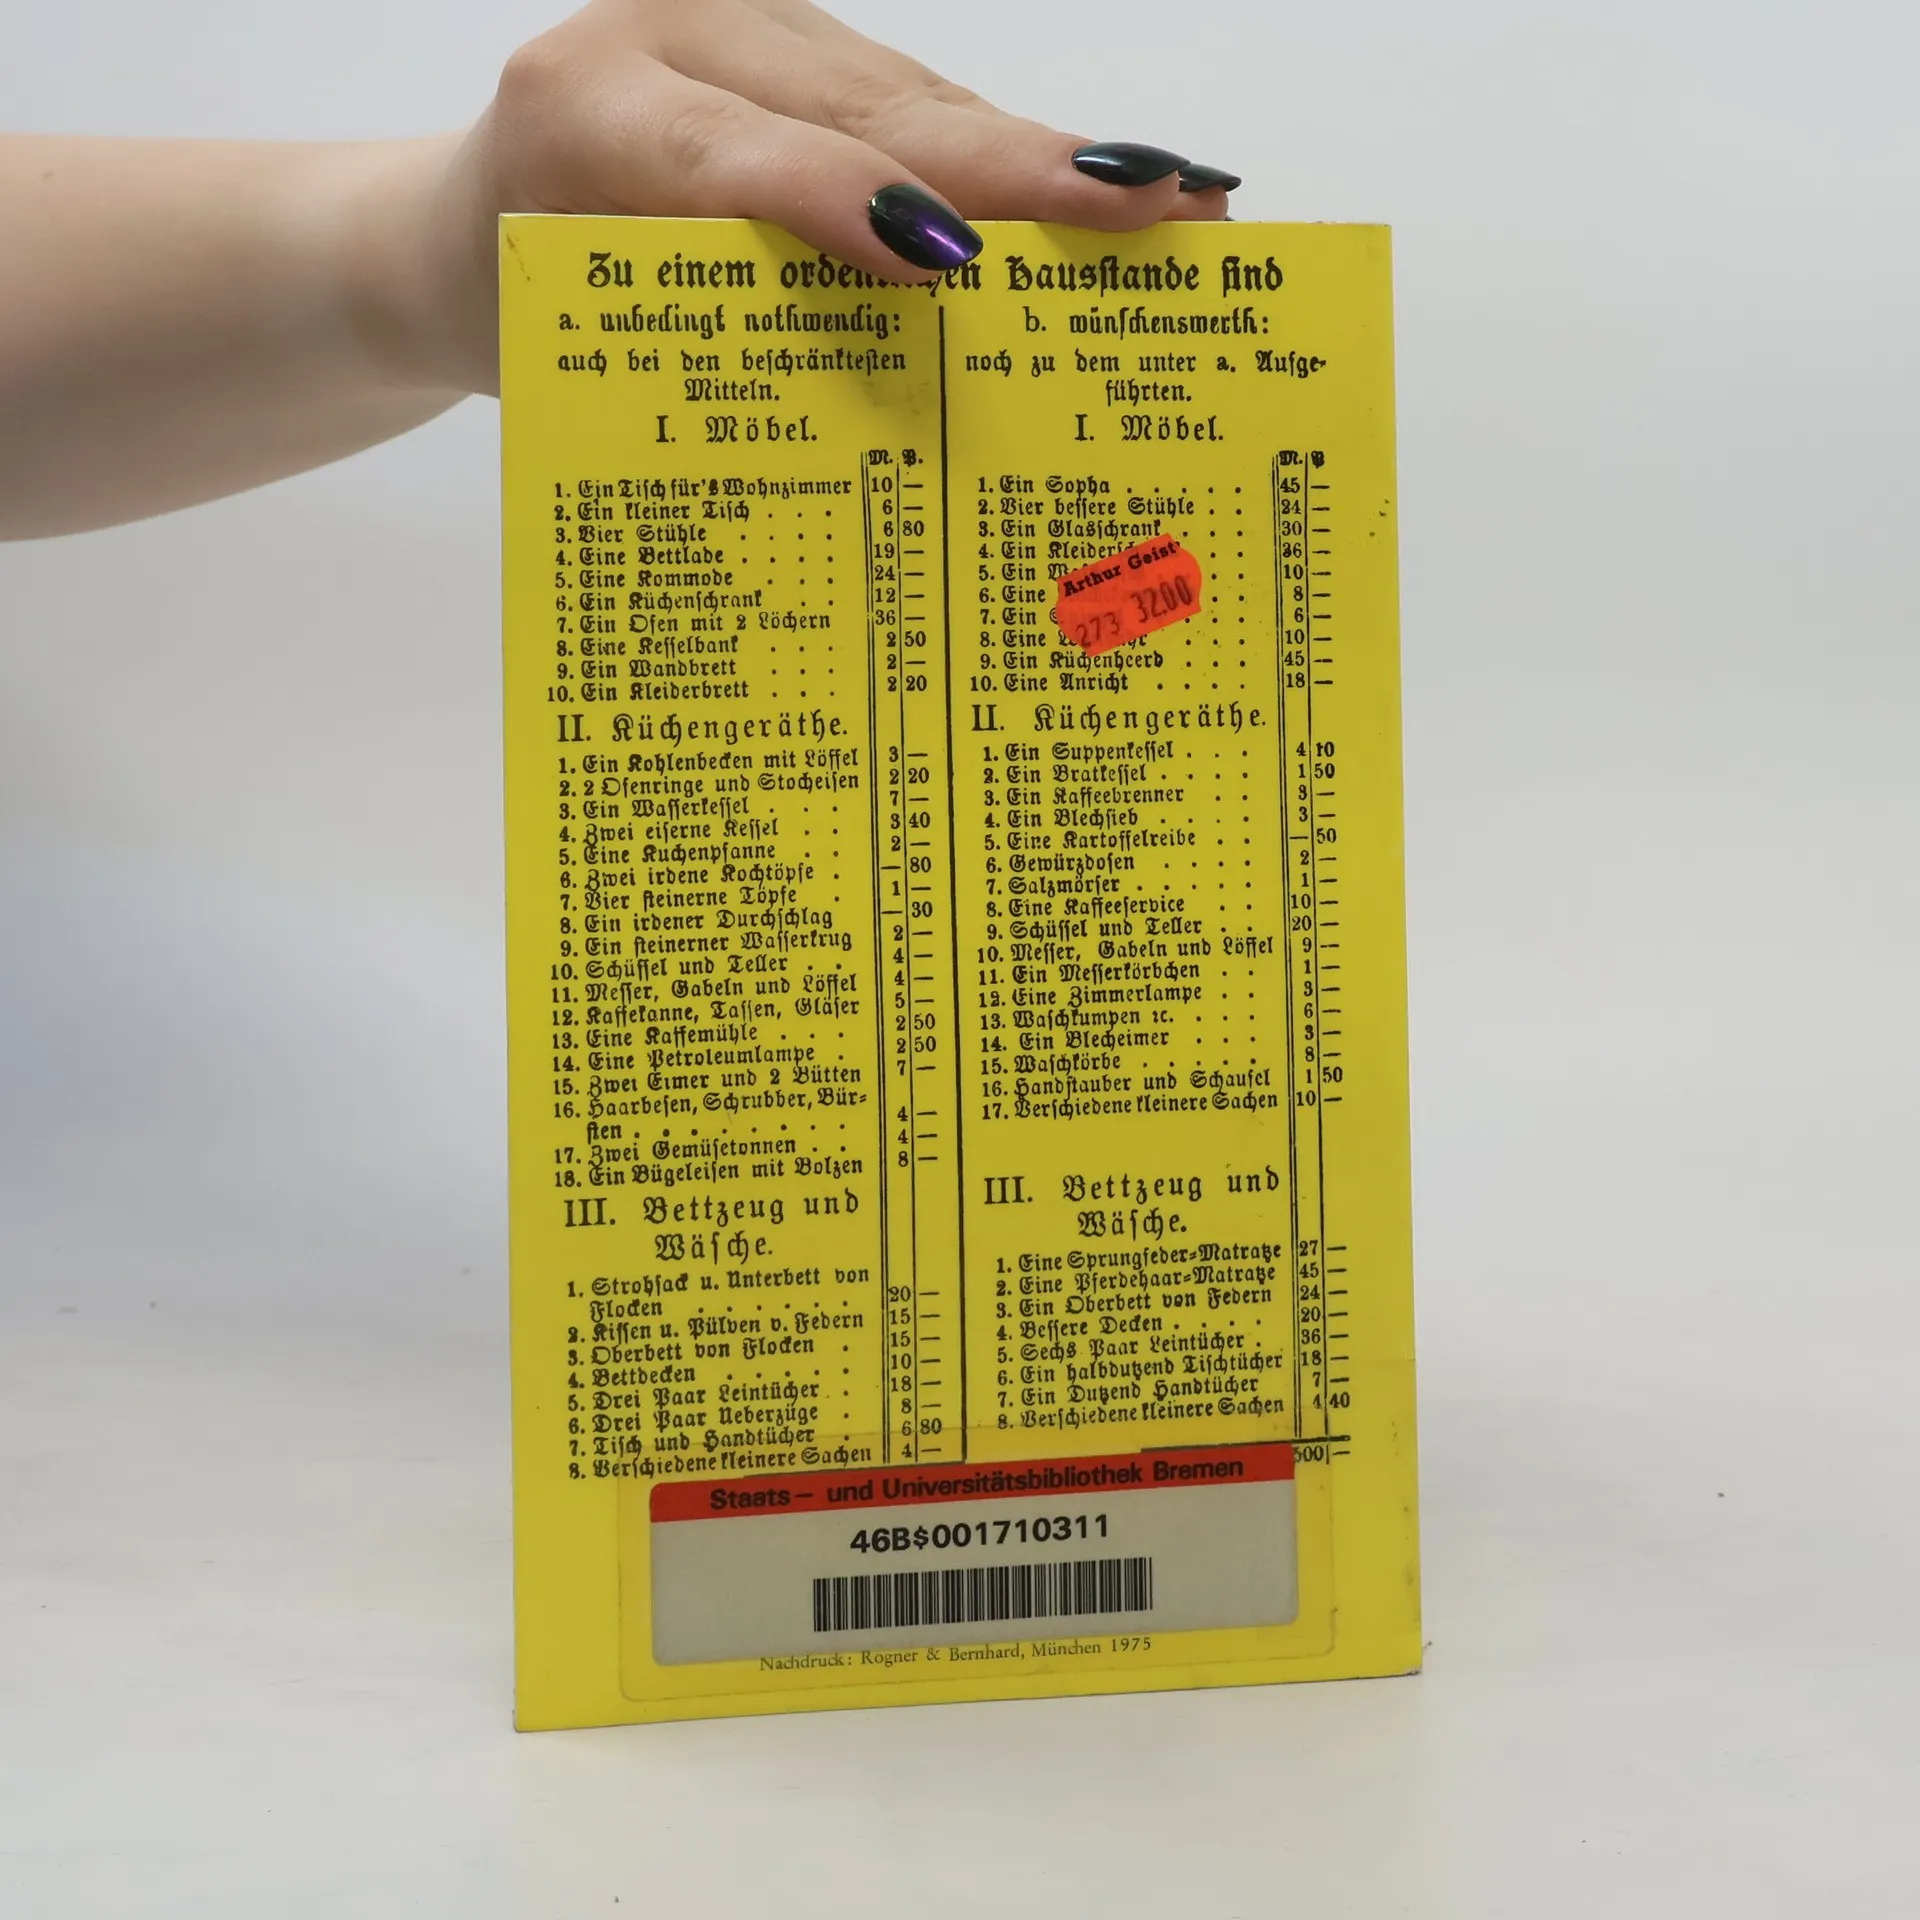 Zu einem Hausstande sind
a. unbedingt nothwendig:
auch bei den beschränktesten
Mitteln.
I. Möbel.
M. P.
1. Ein Tisch für's Wohnzimmer 10 —
2. Ein kleiner Tisch . . . 6 —
3. Vier Stühle . . . . 6 80
4. Eine Bettlade . . . . 19 —
5. Eine Kommode . . . 24 —
6. Ein Küchenschrank . . 12 —
7. Ein Ofen mit 2 Löchern 36 —
8. Eine Kesselbank . . . 2 50
9. Ein Wandbrett . . . 2 —
10. Ein Kleiderbrett . . . 2 20
II. Küchengeräthe.
1. Ein Kohlenbecken mit Löffel 3 —
2. 2 Ofenringe und Stocheisen 2 20
3. Ein Wasserkessel . . . 7 —
4. Zwei eiserne Kessel . . 3 40
5. Eine Kuchenpfanne . . 2 —
6. Zwei irdene Kochtöpfe . — 80
7. Vier steinerne Töpfe . 1 —
8. Ein irdener Durchschlag — 30
9. Ein steinerner Wasserkrug 2 —
10. Schüssel und Teller . . 4 —
11. Messer, Gabeln und Löffel 4 —
12. Kaffekanne, Tassen, Gläser 5 —
13. Eine Kaffemühle . . . 2 50
14. Eine Petroleumlampe . 2 50
15. Zwei Eimer und 2 Bütten 7 —
16. Haarbesen, Schrubber, Bür-
sten . . . . . . . . 4 —
17. Zwei Gemüsetonnen . . 4 —
18. Ein Bügeleisen mit Bolzen 8 —
III. Bettzeug und
Wäsche.
1. Strohsack u. Unterbett von
Flocken . . . . . . 20 —
2. Kissen u. Pülven v. Federn 15 —
3. Oberbett von Flocken . 15 —
4. Bettdecken . . . . . 10 —
5. Drei Paar Leintücher . . 18 —
6. Drei Paar Ueberzüge . 8 —
7. Tisch und Handtücher . 6 80
8. Verschiedene kleinere Sachen 4 —
b. wünschenswerth:
noch zu dem unter a. Aufge-
führten.
I. Möbel.
M. P
1. Ein Sopha . . . . . 45 —
2. Vier bessere Stühle . . 24 —
3. Ein Glasschrank . . . 30 —
4. Ein . . 36 —
5. Ein . . 10 —
6. Eine . . 8 —
7. Ein . . . 6 —
8. Eine . . . 10 —
9. Ein Küchenheerd . . . 45 —
10. Eine Anricht . . . . 18 —
II. Küchengeräthe.
1. Ein Suppenkessel . . . 4 10
2. Ein Bratkessel . . . . 1 50
3. Ein Kaffeebrenner . . 3 —
4. Ein Blechsieb . . . . 3 —
5. Eine Kartoffelreibe . . — 50
6. Gewürzdosen . . . . 2 —
7. Salzmörser . . . . . 1 —
8. Eine Kaffeeservice . . 10 —
9. Schüssel und Teller . . 20 —
10. Messer, Gabeln und Löffel 9 —
11. Ein Messerkörbchen . . 1 —
12. Eine Zimmerlampe . . 3 —
13. Waschkumpen ꝛc. . . . 6 —
14. Ein Blecheimer . . . 3 —
15. Waschkörbe . . . . . 8 —
16. Handstauber und Schaufel 1 50
17. Verschiedene kleinere Sachen 10 —
III. Bettzeug und
Wäsche.
1. Eine Sprungfeder-Matratze 27 —
2. Eine Pferdehaar-Matratze 45 —
3. Ein Oberbett von Federn 24 —
4. Bessere Decken . . . . 20 —
5. Sechs Paar Leintücher . 36 —
6. Ein halbdutzend Tischtücher 18 —
7. Ein Dutzend Handtücher 7 —
8. Verschiedene kleinere Sachen 4 40
500 —
Arthur Geist
273 32.00
Staats– und Universitätsbibliothek Bremen
46B$001710311
Nachdruck: Rogner & Bernhard, München 1975